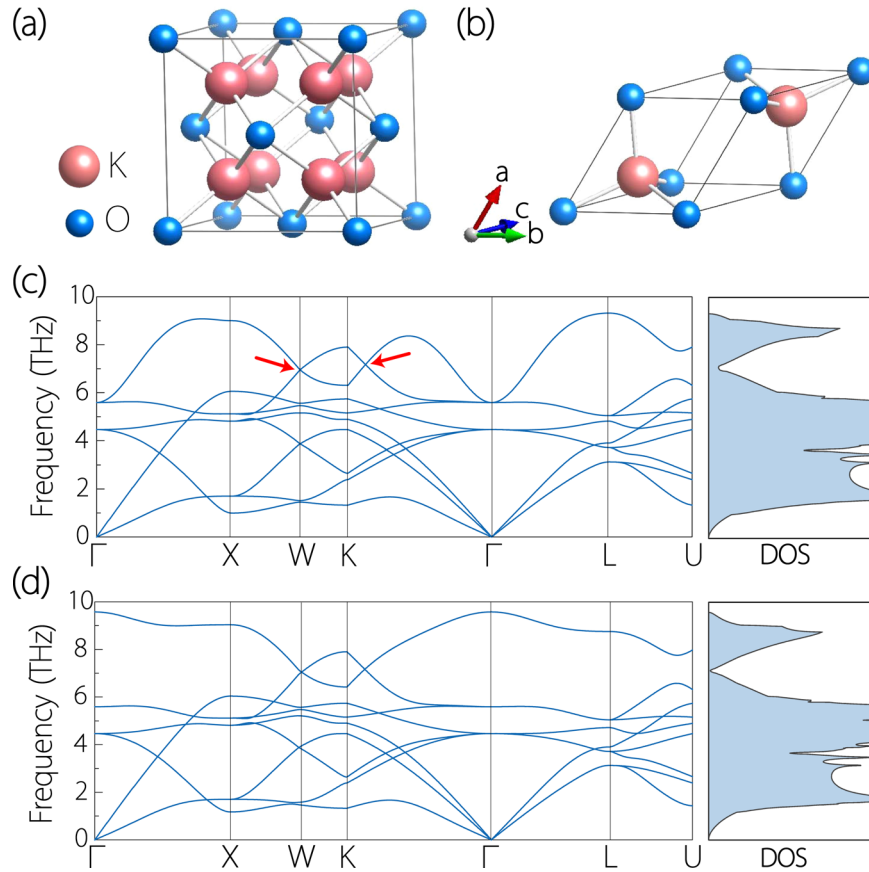 (a)
(b)
K
O
a
c
b
(c)
Frequency (THz)
10
8
6
4
2
0
Γ X W K Γ L U
DOS
(d)
Frequency (THz)
10
8
6
4
2
0
Γ X W K Γ L U
DOS